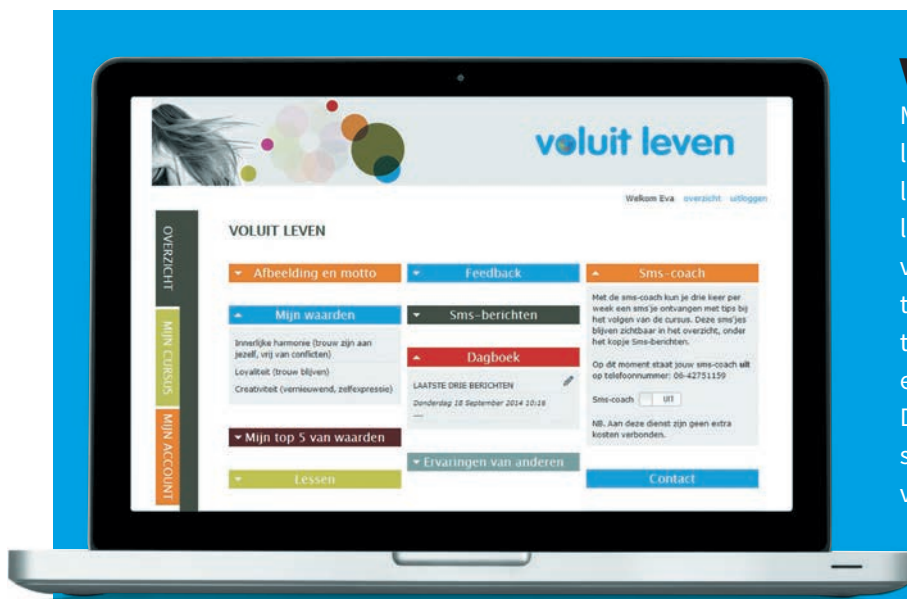 voluit leven
Welkom Eva overzicht uitloggen
OVERZICHT
MIJN CURSUS
MIJN ACCOUNT
VOLUIT LEVEN
Afbeelding en motto
Mijn waarden
Innerlijke harmonie (trouw zijn aan
jezelf, vrij van conflicten)
Loyaliteit (trouw blijven)
Creativiteit (vernieuwend, zelfexpressie)
Mijn top 5 van waarden
Lessen
Feedback
Sms-berichten
Dagboek
LAATSTE DRIE BERICHTEN
Donderdag 18 September 2014 10:16
Ervaringen van anderen
Sms-coach
Met de sms-coach kun je drie keer per
week een sms'je ontvangen met tips bij
het volgen van de cursus. Deze sms'jes
blijven zichtbaar in het overzicht, onder
het kopje Sms-berichten.
Op dit moment staat jouw sms-coach uit
op telefoonnummer: 06-42751159
Sms-coach UIT
NB. Aan deze dienst zijn geen extra
kosten verbonden.
Contact